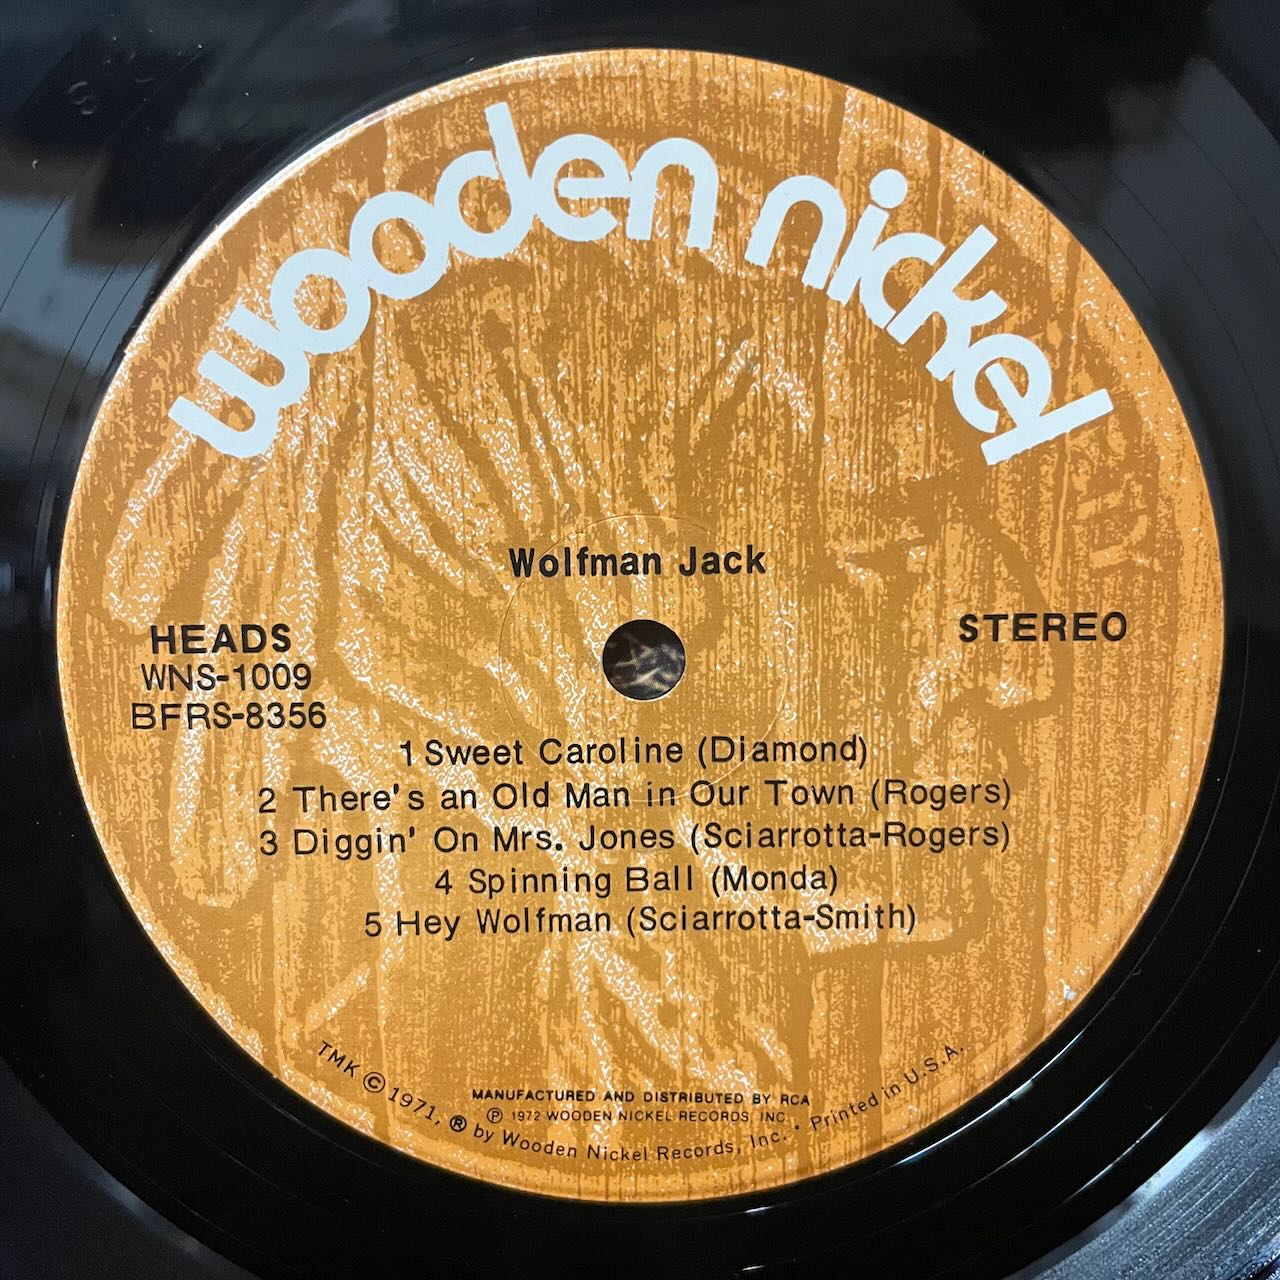 wooden nickel
Wolfman Jack
HEADS
WNS-1009
BFRS-8356
STEREO
1 Sweet Caroline (Diamond)
2 There's an Old Man in Our Town (Rogers)
3 Diggin' On Mrs. Jones (Sciarrotta-Rogers)
4 Spinning Ball (Monda)
5 Hey Wolfman (Sciarrotta-Smith)
MANUFACTURED AND DISTRIBUTED BY RCA
Ⓟ 1972 WOODEN NICKEL RECORDS, INC.
TMK © 1971, ® by Wooden Nickel Records, Inc. • Printed in U.S.A.